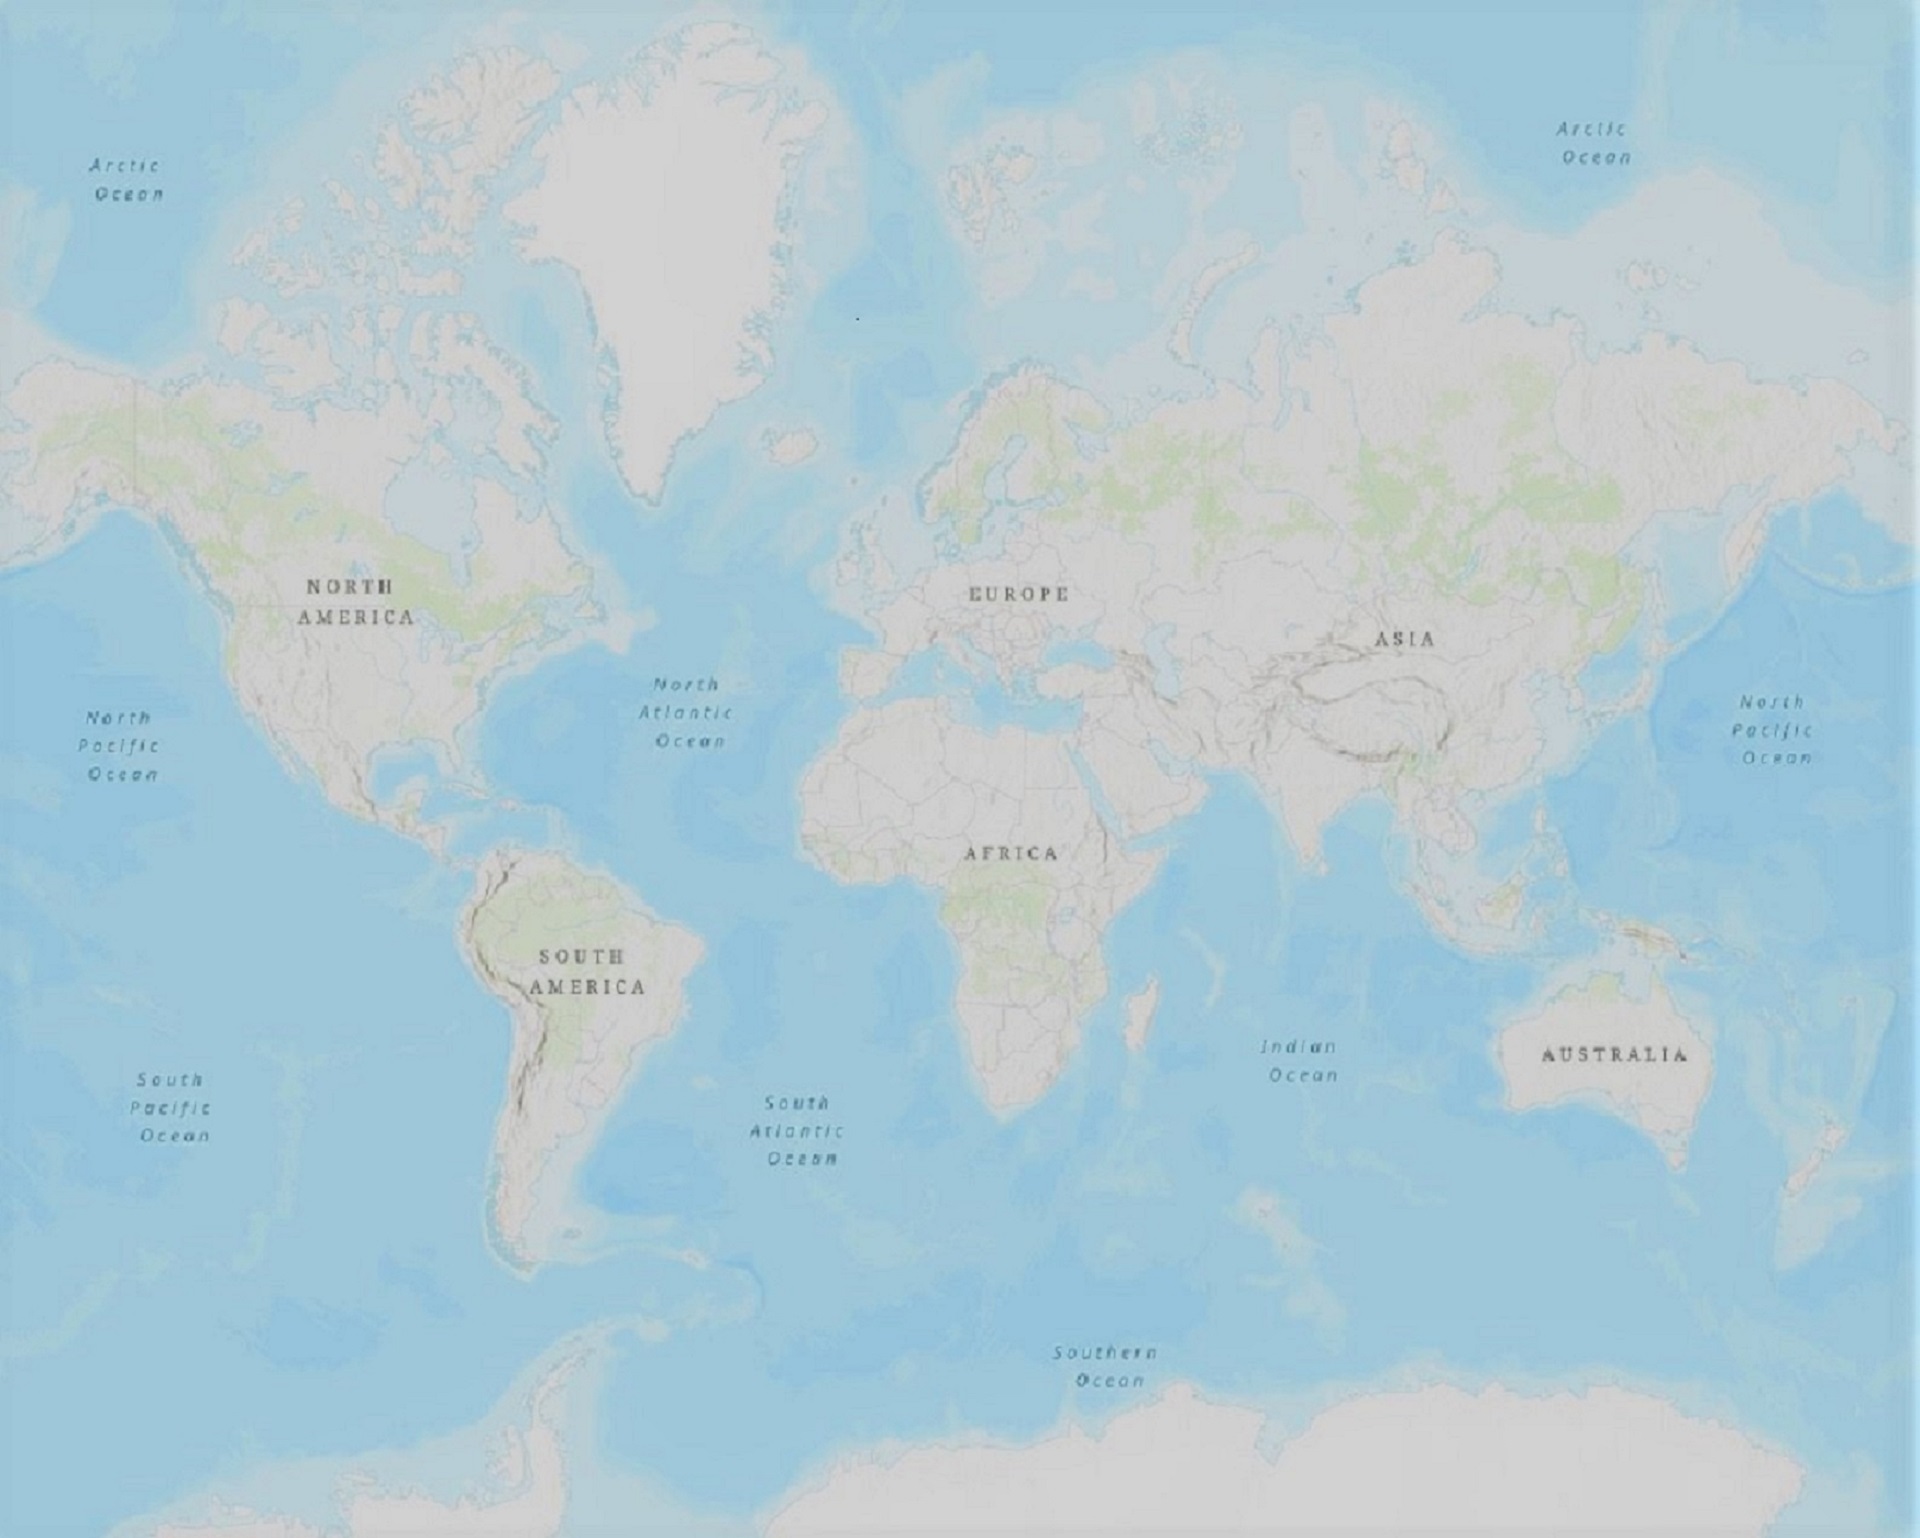 Arctic
Ocean
Arctic
Ocean
NORTH
AMERICA
EUROPE
ASIA
North
Pacific
Ocean
North
Atlantic
Ocean
North
Pacific
Ocean
AFRICA
SOUTH
AMERICA
South
Pacific
Ocean
South
Atlantic
Ocean
Indian
Ocean
AUSTRALIA
Southern
Ocean